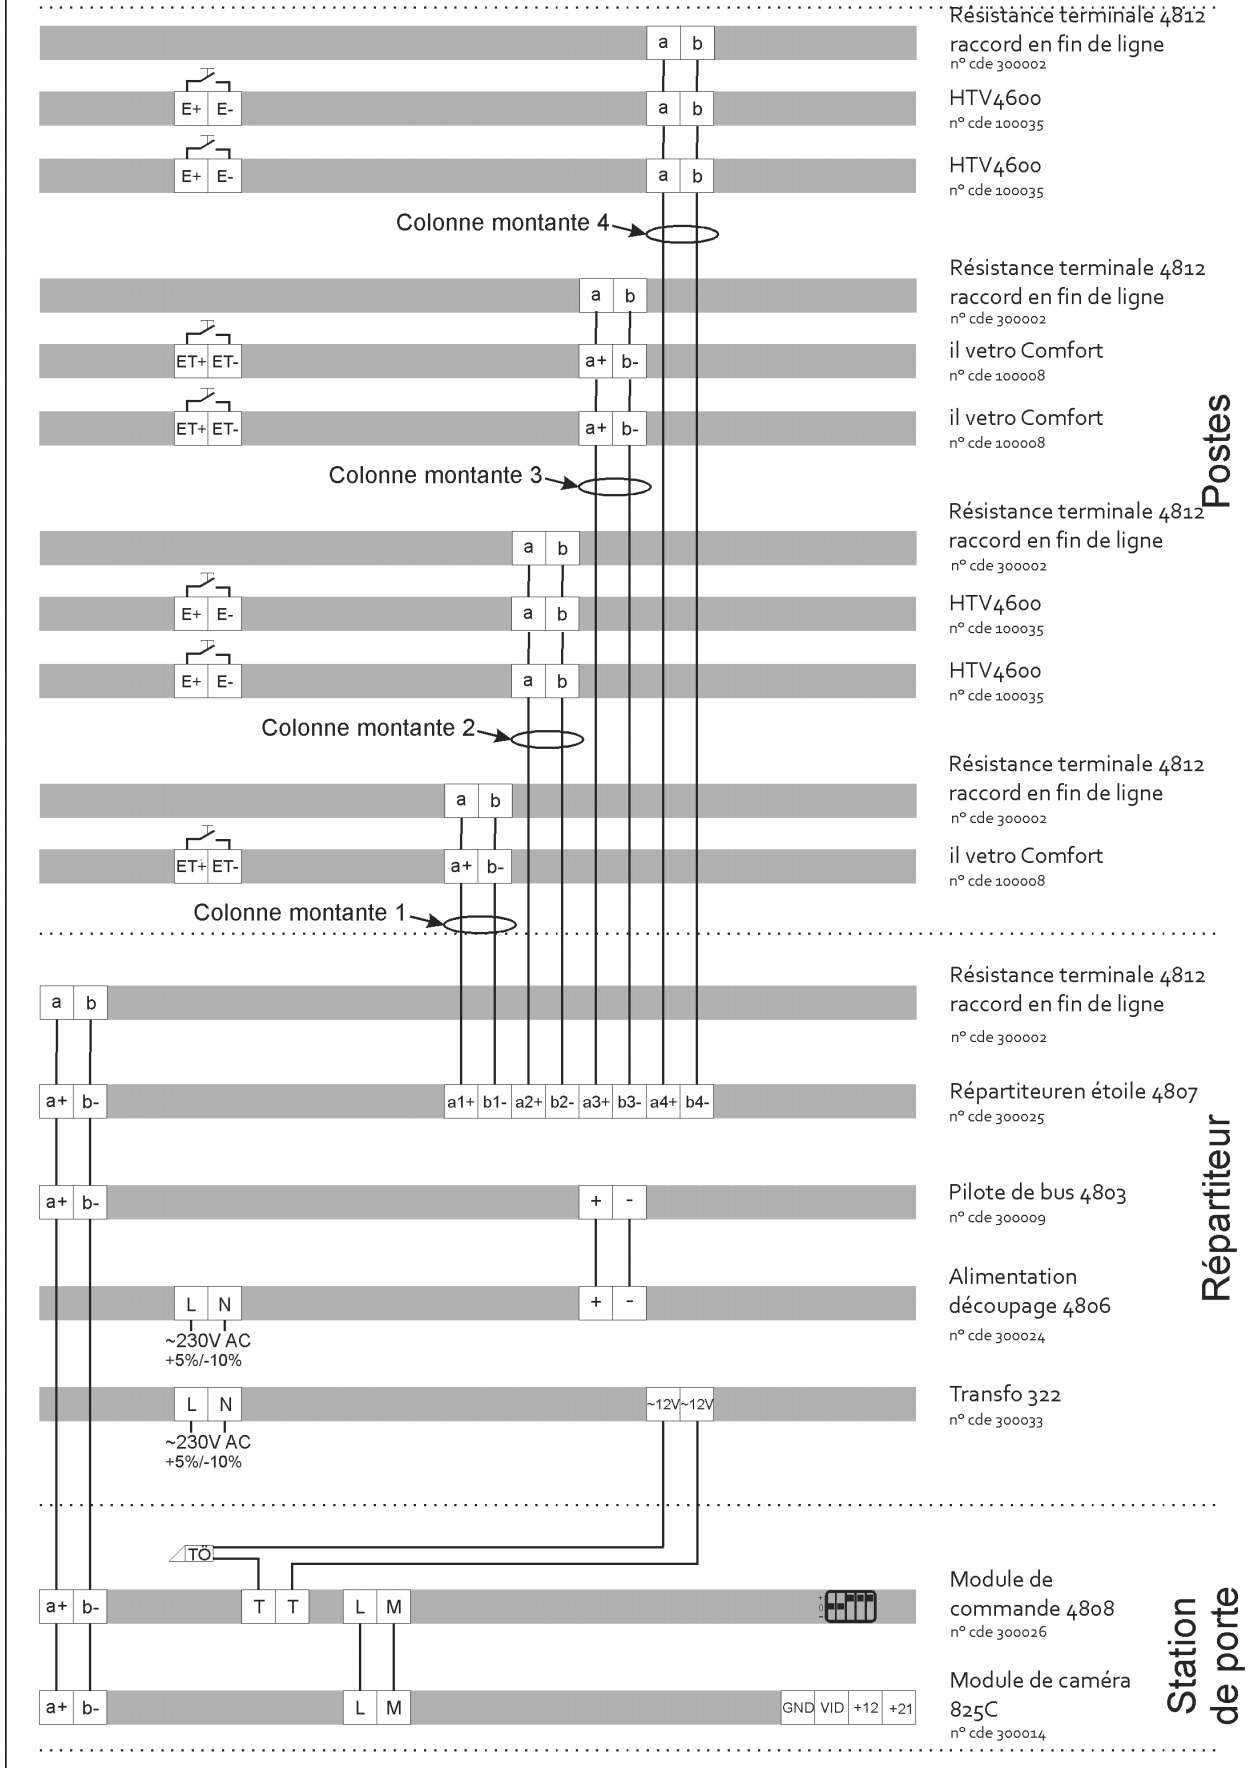 Résistance terminale 4812
a b raccord en fin de ligne
n° cde 300002
E+ E- a b HTV4600
n° cde 100035
E+ E- a b HTV4600
n° cde 100035
Colonne montante 4
Résistance terminale 4812
a b raccord en fin de ligne
n° cde 300002
ET+ ET- a+ b- il vetro Comfort
n° cde 100008
ET+ ET- a+ b- il vetro Comfort
n° cde 100008
Colonne montante 3
Postes
Résistance terminale 4812
a b raccord en fin de ligne
n° cde 300002
E+ E- a b HTV4600
n° cde 100035
E+ E- a b HTV4600
n° cde 100035
Colonne montante 2
Résistance terminale 4812
a b raccord en fin de ligne
n° cde 300002
ET+ ET- a+ b- il vetro Comfort
n° cde 100008
Colonne montante 1
Résistance terminale 4812
a b raccord en fin de ligne
n° cde 300002
a+ b- a1+ b1- a2+ b2- a3+ b3- a4+ b4- Répartiteuren étoile 4807
n° cde 300025
a+ b- + - Pilote de bus 4803
n° cde 300009
Répartiteur
Alimentation
L N + - découpage 4806
~230V AC
+5%/-10%
n° cde 300024
L N ~12V ~12V Transfo 322
n° cde 300033
~230V AC
+5%/-10%
TÖ
Module de
a+ b- T T L M + 0 - commande 4808
n° cde 300026
Station
de porte
Module de caméra
a+ b- L M GND VID +12 +21 825C
n° cde 300014